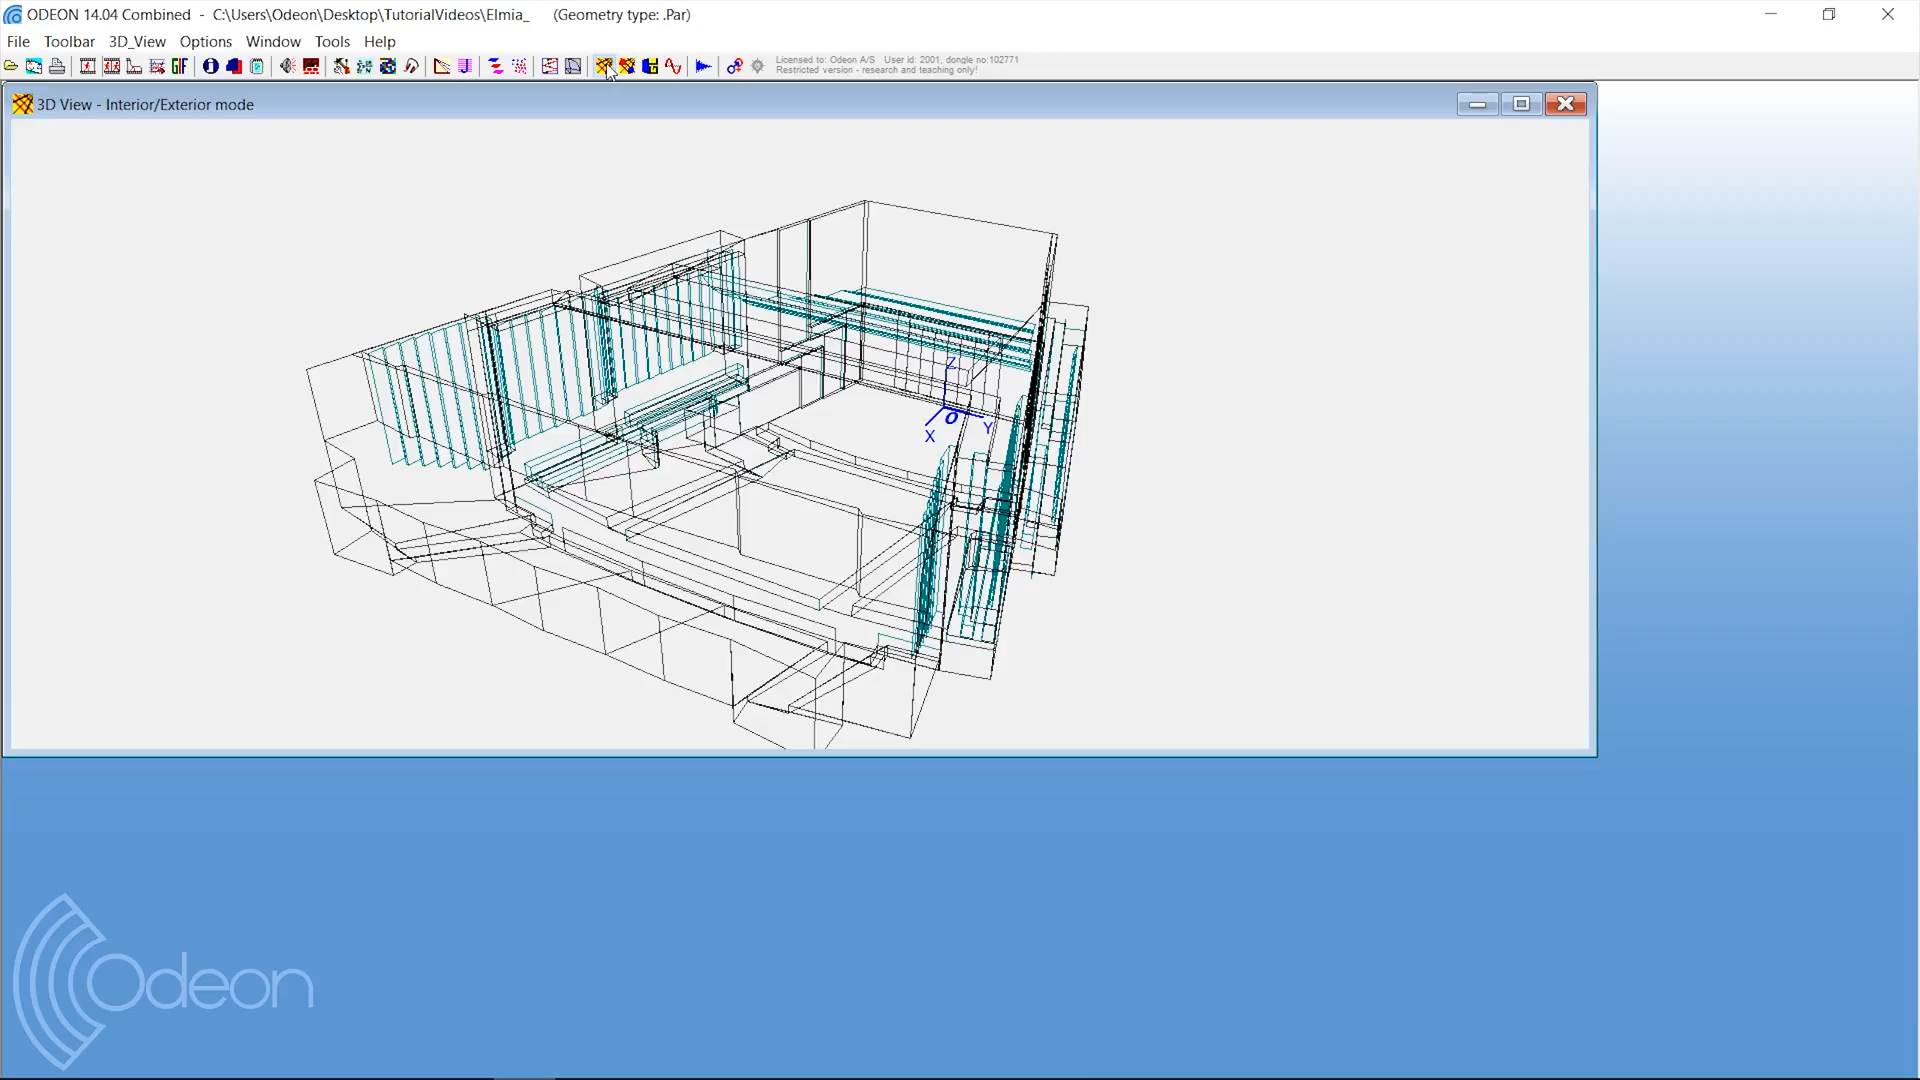 ODEON 14.04 Combined - C:\Users\Odeon\Desktop\TutorialVideos\Elmia_ (Geometry type: .Par)
File Toolbar 3D_View Options Window Tools Help
GIF
Licensed to: Odeon A/S User id: 2001, dongle no:102771
Restricted version - research and teaching only!
3D View - Interior/Exterior mode
Z
O
X
Y
Odeon